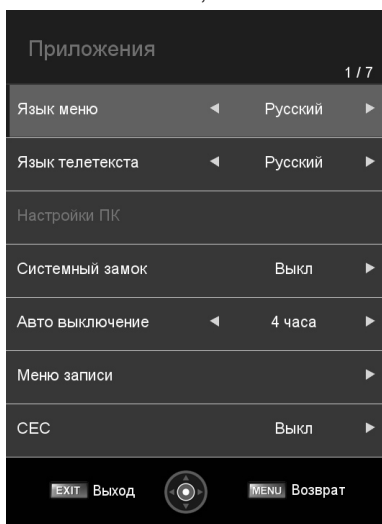 Приложения
1 / 7
Язык меню Русский
Язык телетекста Русский
Настройки ПК
Системный замок Выкл
Авто выключение 4 часа
Меню записи
CEC Выкл
EXIT Выход MENU Возврат